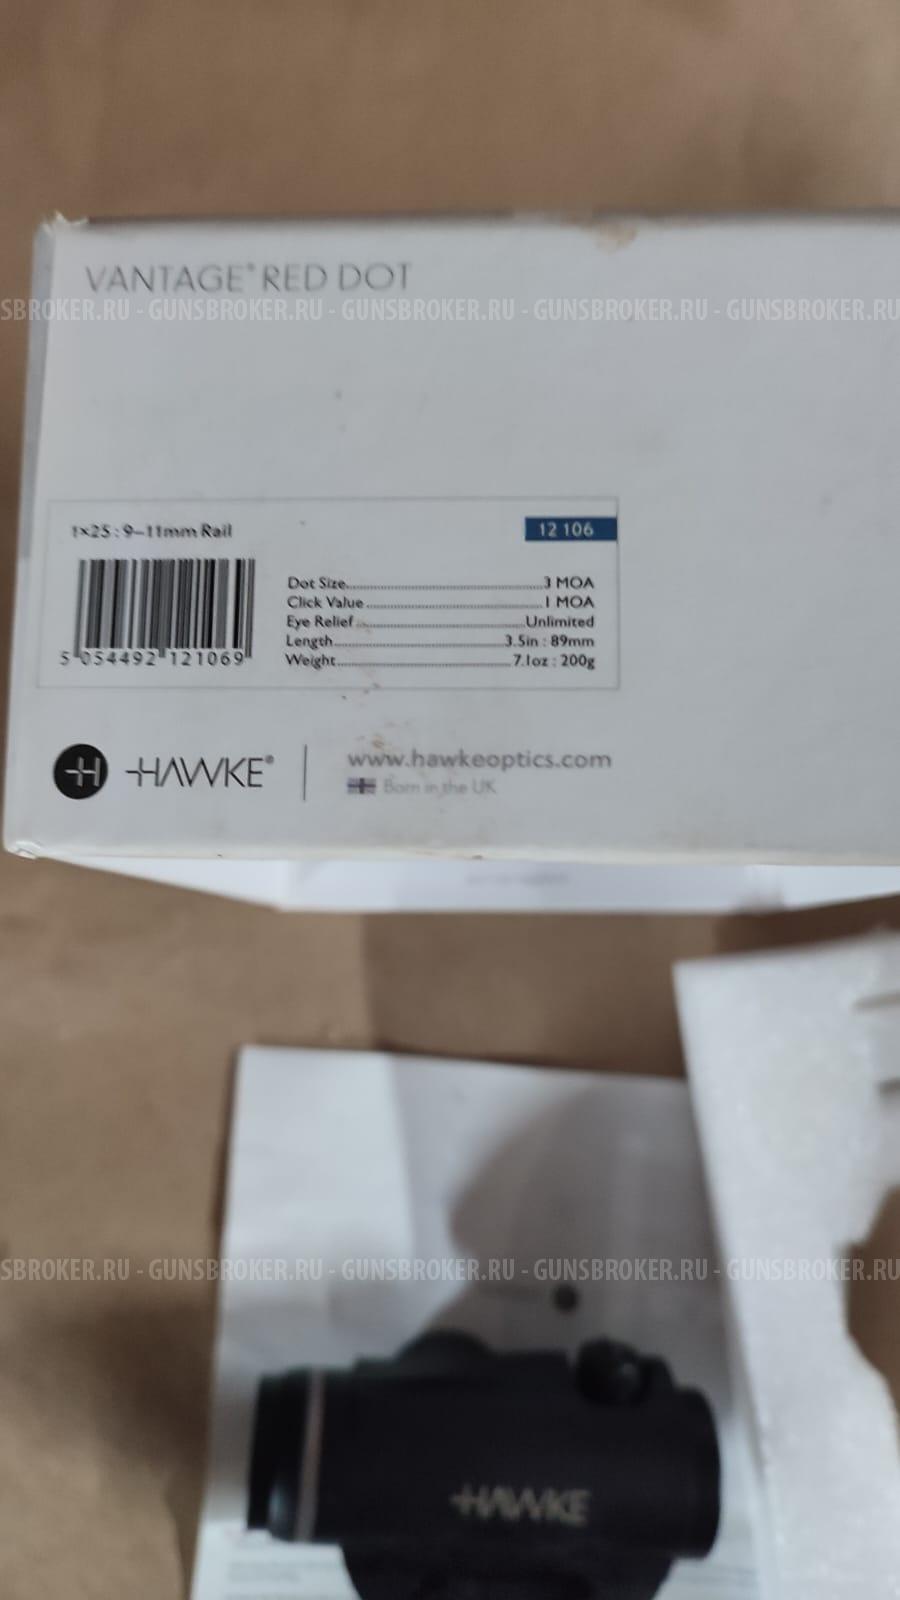 VANTAGE® RED DOT
SBROKER.RU - GUNSBROKER.RU - GUNSBROKER.RU - GUNSBROKER.RU - GUNSBROKER.RU
1×25 : 9–11mm Rail
12 106
Dot Size 3 MOA
Click Value 1 MOA
Eye Relief Unlimited
Length 3.5in : 89mm
Weight 7.1oz : 200g
5 054492 121069
H HAWKE®
www.hawkeoptics.com
Born in the UK
SBROKER.RU - GUNSBROKER.RU - GUNSBROKER.RU - GUNSBROKER.RU - GUNSBROKER.RU
HAWKE